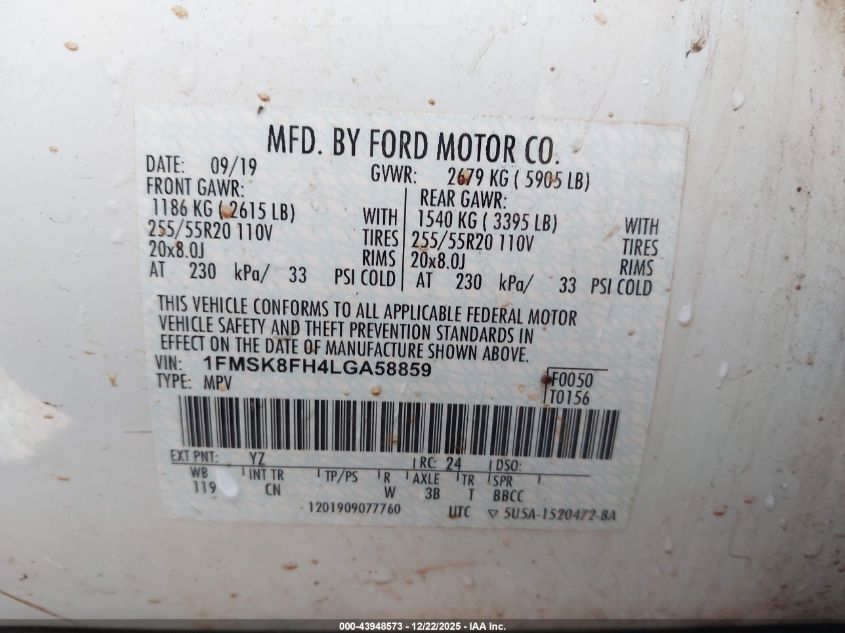 MFD. BY FORD MOTOR CO.
DATE: 09/19 GVWR: 2679 KG ( 5905 LB)
FRONT GAWR: REAR GAWR:
1186 KG ( 2615 LB) WITH 1540 KG ( 3395 LB) WITH
255/55R20 110V TIRES 255/55R20 110V TIRES
20x8.0J RIMS 20x8.0J RIMS
AT 230 kPa/ 33 PSI COLD AT 230 kPa/ 33 PSI COLD
THIS VEHICLE CONFORMS TO ALL APPLICABLE FEDERAL MOTOR
VEHICLE SAFETY AND THEFT PREVENTION STANDARDS IN
EFFECT ON THE DATE OF MANUFACTURE SHOWN ABOVE.
VIN: 1FMSK8FH4LGA58859 F0050
TYPE: MPV T0156
EXT PNT: YZ RC: 24 DSO:
WB INT TR TP/PS R AXLE TR SPR
119 CN W 3B T BBCC
1201909077760 UTC ▽ 5U5A-1520472-BA
000-43948573 - 12/22/2025 - IAA Inc.